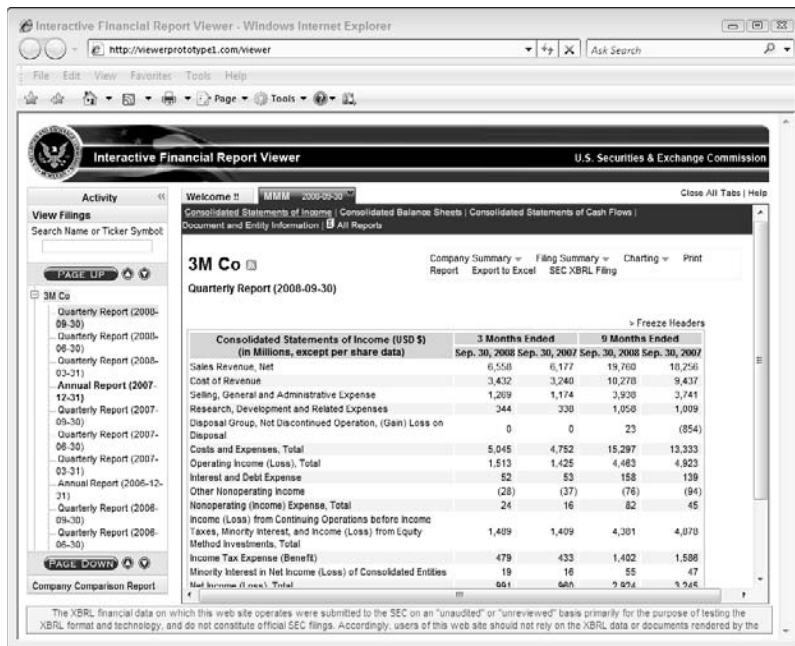 Interactive Financial Report Viewer - Windows Internet Explorer
http://viewerprototype1.com/viewer
Ask Search
File Edit View Favorites Tools Help
Page Tools
Interactive Financial Report Viewer
U.S. Securities & Exchange Commission
Activity
View Filings
Search Name or Ticker Symbol:
PAGE UP
3M Co
Quarterly Report (2008-
09-30)
Quarterly Report (2008-
06-30)
Quarterly Report (2008-
03-31)
Annual Report (2007-
12-31)
Quarterly Report (2007-
09-30)
Quarterly Report (2007-
06-30)
Quarterly Report (2007-
03-31)
Annual Report (2006-12-
31)
Quarterly Report (2006-
09-30)
Quarterly Report (2006-
06-30)
PAGE DOWN
Company Comparison Report
Welcome !!
MMM 2008-09-30
Close All Tabs | Help
Consolidated Statements of Income | Consolidated Balance Sheets | Consolidated Statements of Cash Flows |
Document and Entity Information | All Reports
3M Co
Company Summary Filing Summary Charting Print
Report Export to Excel SEC XBRL Filing
Quarterly Report (2008-09-30)
> Freeze Headers
Consolidated Statements of Income (USD $) 3 Months Ended 9 Months Ended
(in Millions, except per share data) Sep. 30, 2008 Sep. 30, 2007 Sep. 30, 2008 Sep. 30, 2007
Sales Revenue, Net 6,558 6,177 19,760 18,256
Cost of Revenue 3,432 3,240 10,278 9,437
Selling, General and Administrative Expense 1,269 1,174 3,938 3,741
Research, Development and Related Expenses 344 338 1,058 1,009
Disposal Group, Not Discontinued Operation, (Gain) Loss on
Disposal 0 0 23 (854)
Costs and Expenses, Total 5,045 4,752 15,297 13,333
Operating Income (Loss), Total 1,513 1,425 4,463 4,923
Interest and Debt Expense 52 53 158 139
Other Nonoperating Income (28) (37) (76) (94)
Nonoperating (Income) Expense, Total 24 16 82 45
Income (Loss) from Continuing Operations before Income
Taxes, Minority Interest, and Income (Loss) from Equity
Method Investments, Total 1,489 1,409 4,381 4,878
Income Tax Expense (Benefit) 479 433 1,402 1,586
Minority Interest in Net Income (Loss) of Consolidated Entities 19 16 55 47
Net Income (Loss), Total 991 960 2,924 3,245
The XBRL financial data on which this web site operates were submitted to the SEC on an "unaudited" or "unreviewed" basis primarily for the purpose of testing the
XBRL format and technology, and do not constitute official SEC filings. Accordingly, users of this web site should not rely on the XBRL data or documents rendered by the